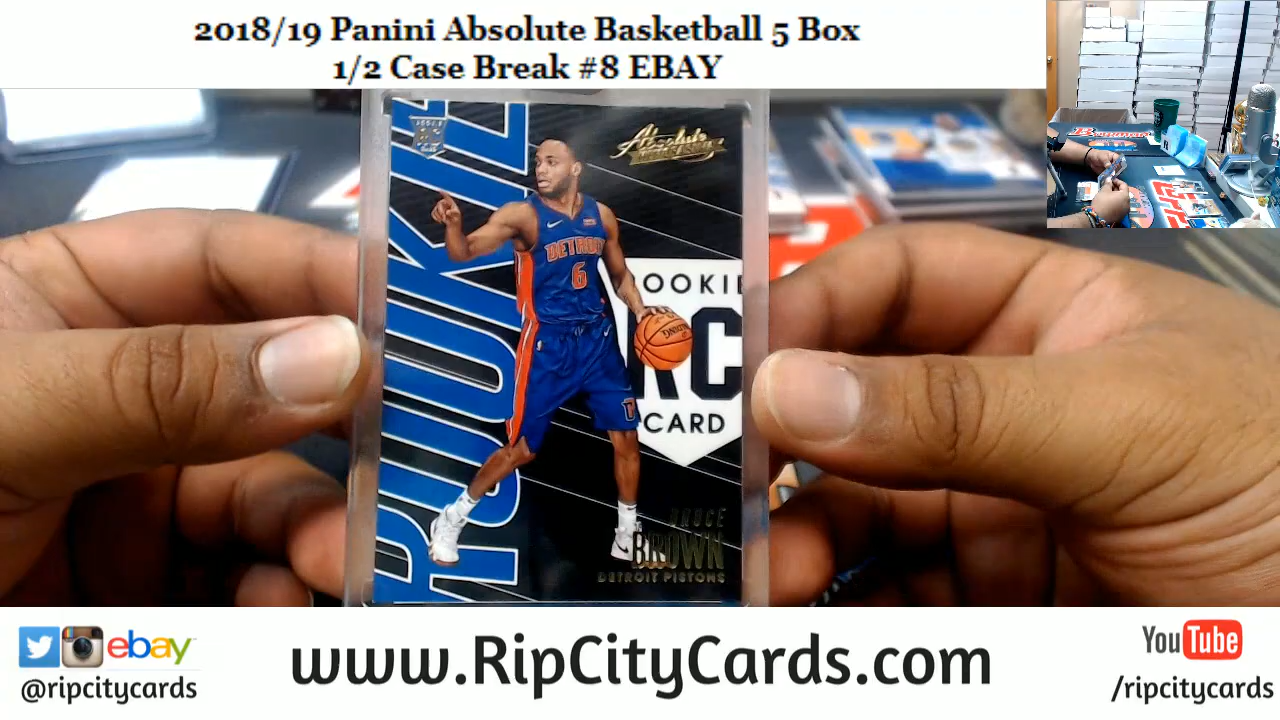 2018/19 Panini Absolute Basketball 5 Box
1/2 Case Break #8 EBAY
ROOKIE
Absolute
DETROIT
6
SPALDING
ROOKIE
RC
CARD
BRUCE
BROWN
DETROIT PISTONS
ebay
@ripcitycards
www.RipCityCards.com
YouTube
/ripcitycards